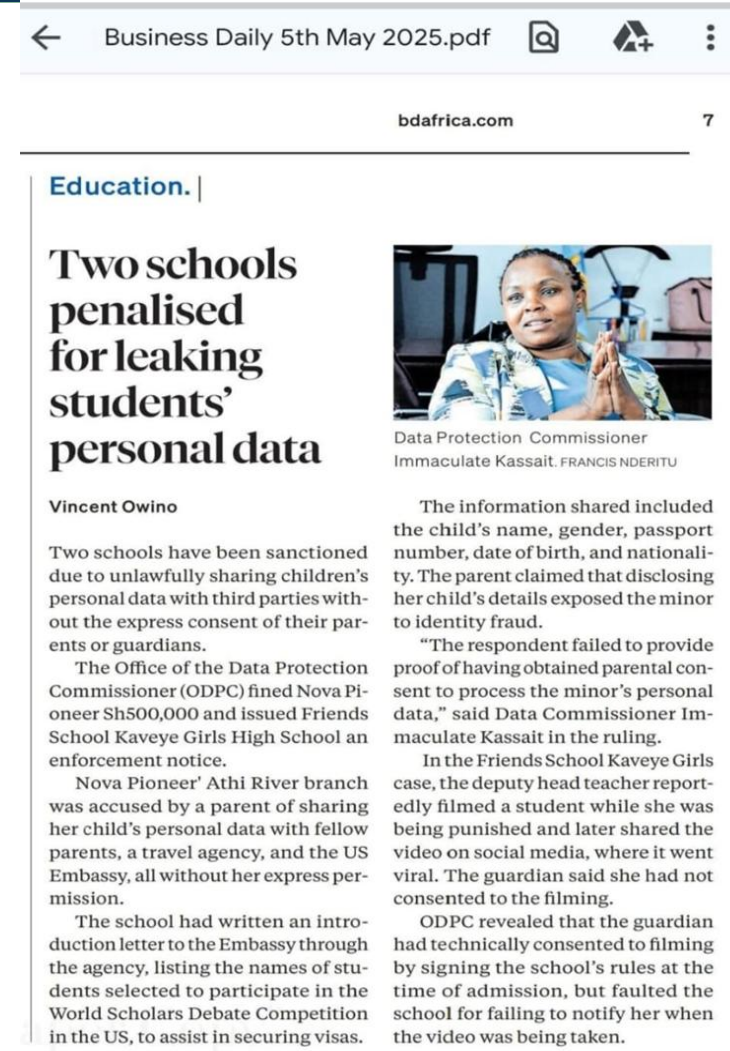 Business Daily 5th May 2025.pdf
bdafrica.com
7
Education.
Two schools
penalised
for leaking
students’
personal data
Vincent Owino
Two schools have been sanctioned
due to unlawfully sharing children’s
personal data with third parties with-
out the express consent of their par-
ents or guardians.
The Office of the Data Protection
Commissioner (ODPC) fined Nova Pi-
oneer Sh500,000 and issued Friends
School Kaveye Girls High School an
enforcement notice.
Nova Pioneer’ Athi River branch
was accused by a parent of sharing
her child’s personal data with fellow
parents, a travel agency, and the US
Embassy, all without her express per-
mission.
The school had written an intro-
duction letter to the Embassy through
the agency, listing the names of stu-
dents selected to participate in the
World Scholars Debate Competition
in the US, to assist in securing visas.
Data Protection Commissioner
Immaculate Kassait. FRANCIS NDERITU
The information shared included
the child’s name, gender, passport
number, date of birth, and nationali-
ty. The parent claimed that disclosing
her child’s details exposed the minor
to identity fraud.
“The respondent failed to provide
proof of having obtained parental con-
sent to process the minor’s personal
data,” said Data Commissioner Im-
maculate Kassait in the ruling.
In the Friends School Kaveye Girls
case, the deputy head teacher report-
edly filmed a student while she was
being punished and later shared the
video on social media, where it went
viral. The guardian said she had not
consented to the filming.
ODPC revealed that the guardian
had technically consented to filming
by signing the school’s rules at the
time of admission, but faulted the
school for failing to notify her when
the video was being taken.